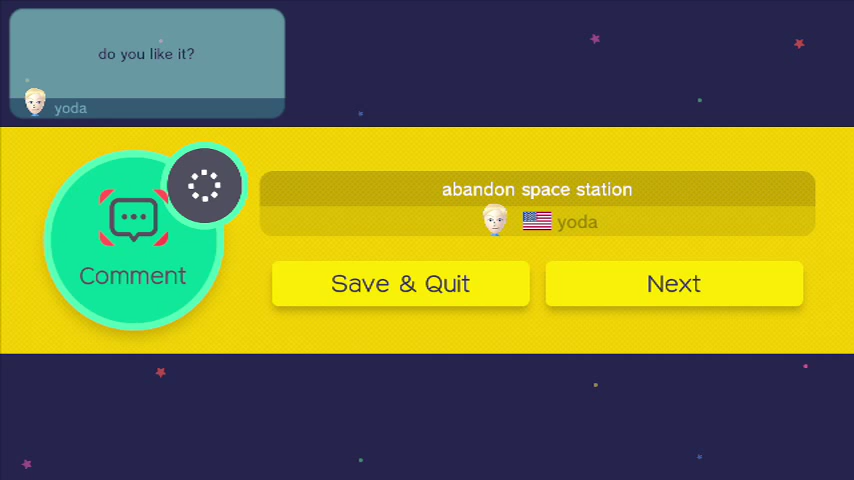 do you like it?
yoda
abandon space station
yoda
Comment
Save & Quit
Next